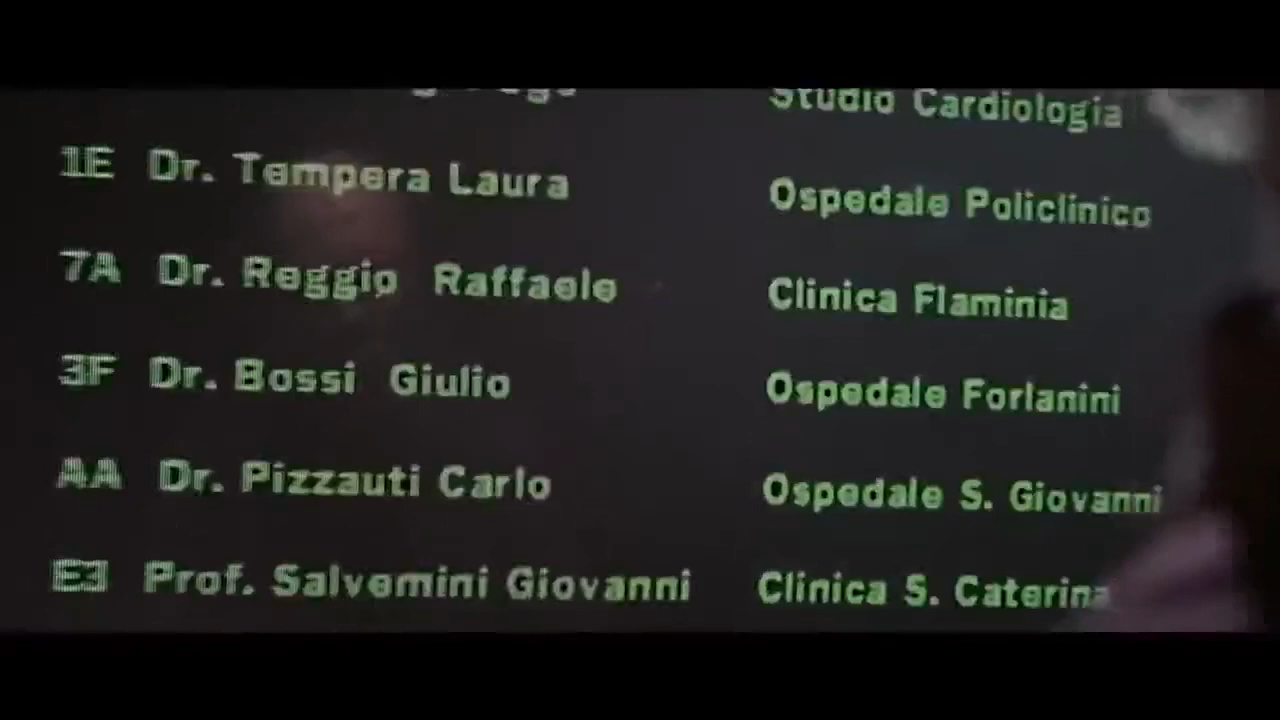 Studio Cardiologia
1E Dr. Tempera Laura Ospedale Policlinico
7A Dr. Reggio Raffaele Clinica Flaminia
3F Dr. Bossi Giulio Ospedale Forlanini
AA Dr. Pizzauti Carlo Ospedale S. Giovanni
E3 Prof. Salvemini Giovanni Clinica S. Caterina